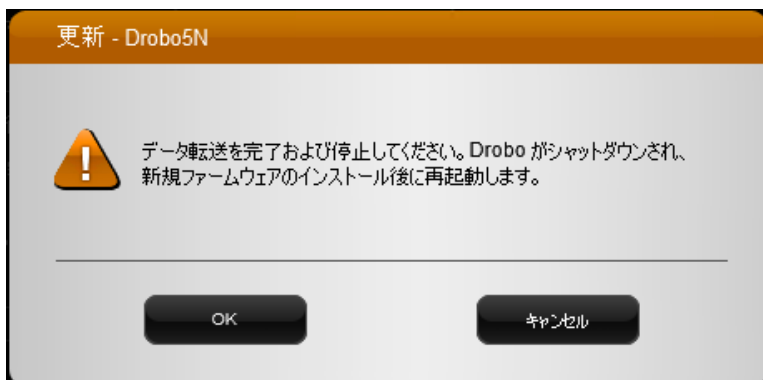 更新 - Drobo5N
データ転送を完了および停止してください。Drobo がシャットダウンされ、
新規ファームウェアのインストール後に再起動します。
OK
キャンセル